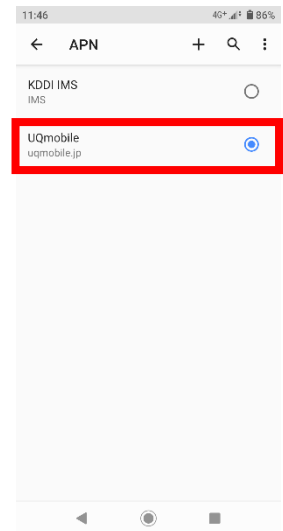 11:46
4G+
86%
APN
KDDI IMS
IMS
UQmobile
uqmobile.jp